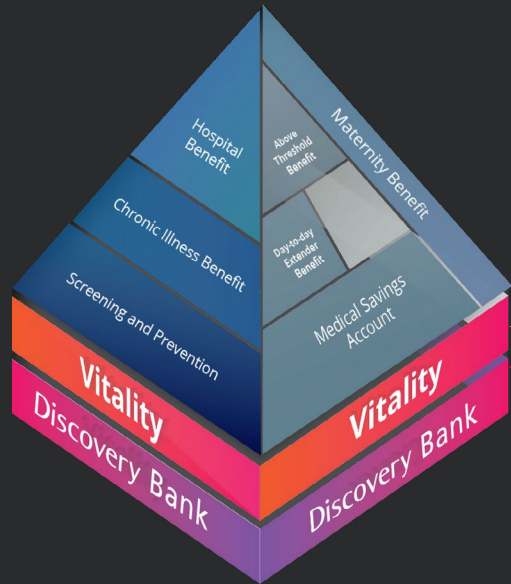 Hospital
Benefit
Chronic Illness Benefit
Screening and Prevention
Maternity Benefit
Above
Threshold
Benefit
Day-to-day
Extender
Benefit
Medical Savings
Account
Vitality
Vitality
Discovery Bank
Discovery Bank